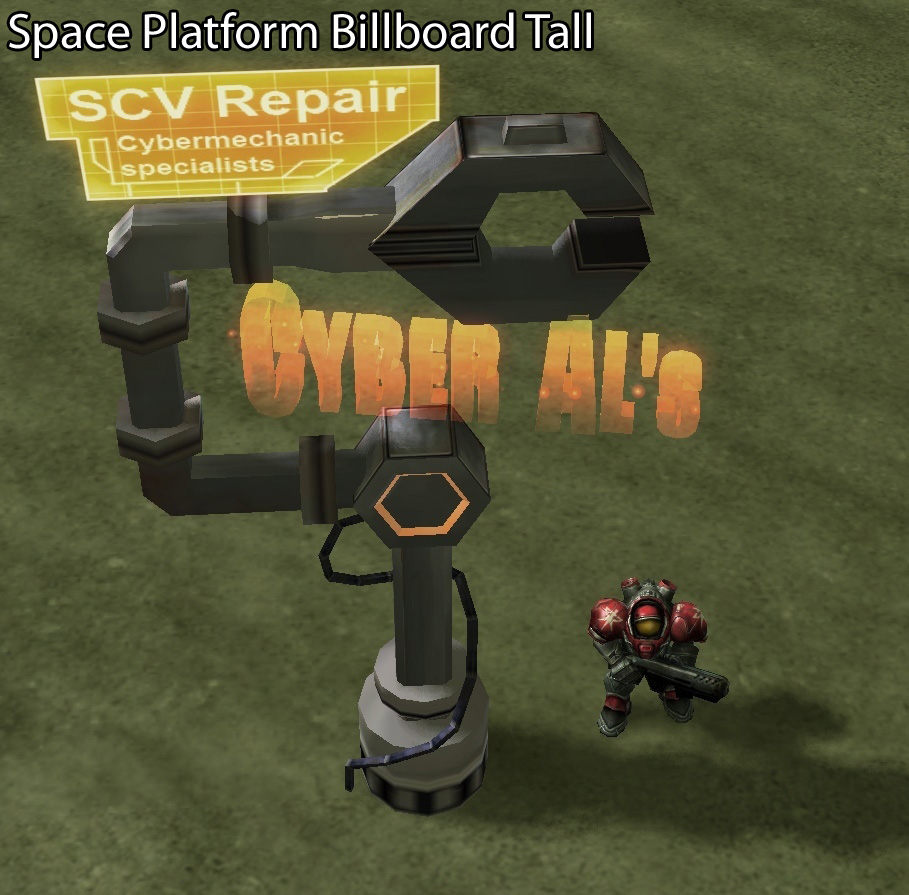 Space Platform Billboard Tall
SCV Repair
Cybermechanic
specialists
CYBER AL'S